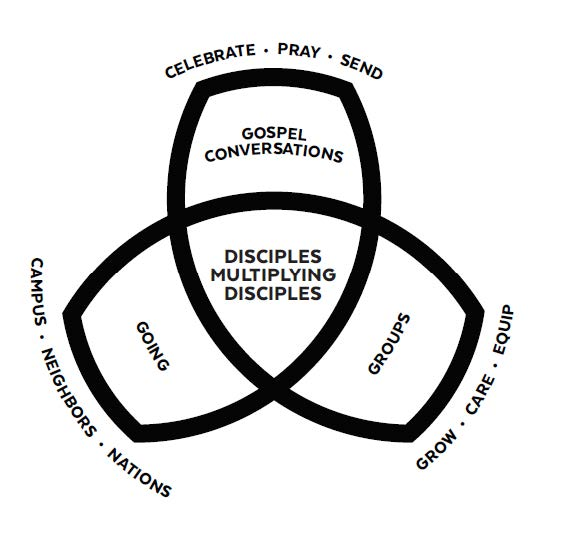 CELEBRATE · PRAY · SEND
GOSPEL
CONVERSATIONS
DISCIPLES
MULTIPLYING
DISCIPLES
GOING
GROUPS
CAMPUS · NEIGHBORS · NATIONS
GROW · CARE · EQUIP